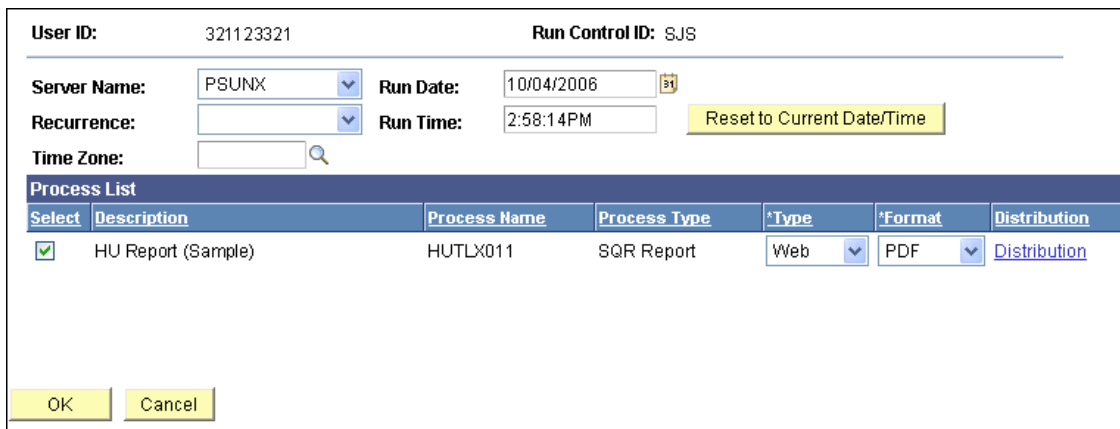 User ID: 321123321 Run Control ID: SJS
Server Name: PSUNX Run Date: 10/04/2006 31
Recurrence: Run Time: 2:58:14PM Reset to Current Date/Time
Time Zone:
Process List
Select Description Process Name Process Type *Type *Format Distribution
HU Report (Sample) HUTLX011 SQR Report Web PDF Distribution
OK Cancel